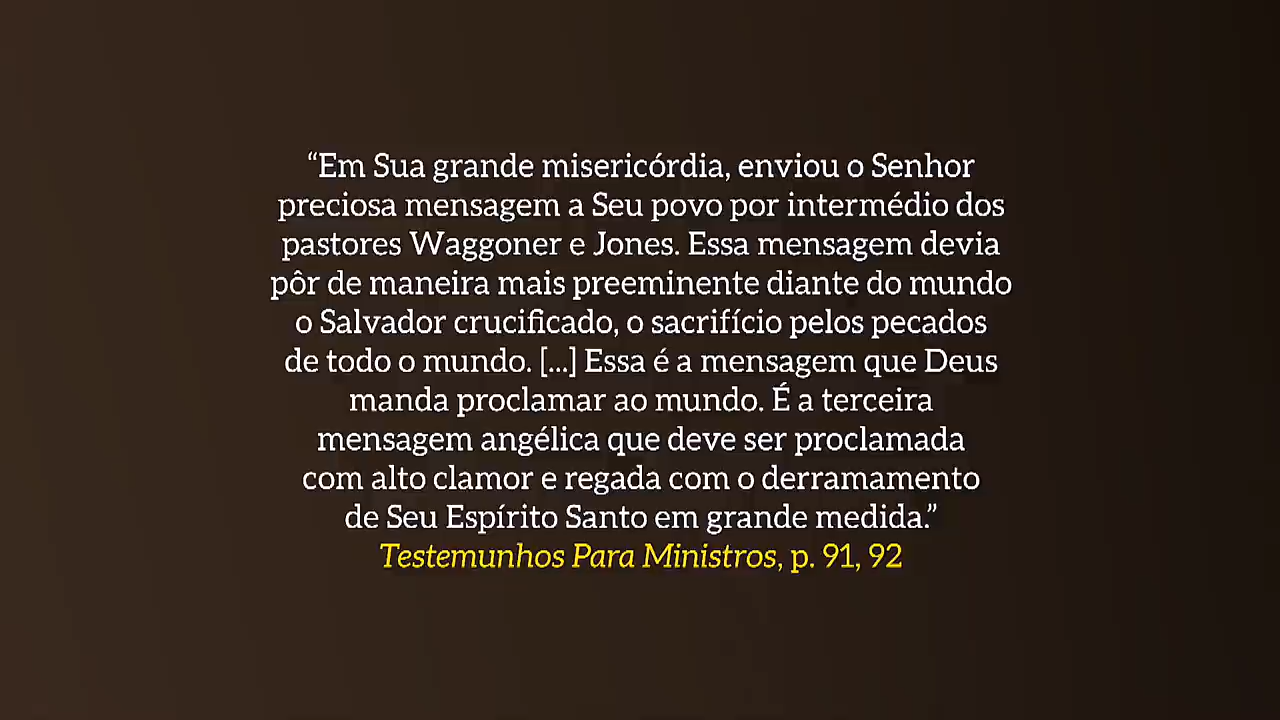 “Em Sua grande misericórdia, enviou o Senhor
preciosa mensagem a Seu povo por intermédio dos
pastores Waggoner e Jones. Essa mensagem devia
pôr de maneira mais preeminente diante do mundo
o Salvador crucificado, o sacrifício pelos pecados
de todo o mundo. [...] Essa é a mensagem que Deus
manda proclamar ao mundo. É a terceira
mensagem angélica que deve ser proclamada
com alto clamor e regada com o derramamento
de Seu Espírito Santo em grande medida.”
Testemunhos Para Ministros, p. 91, 92